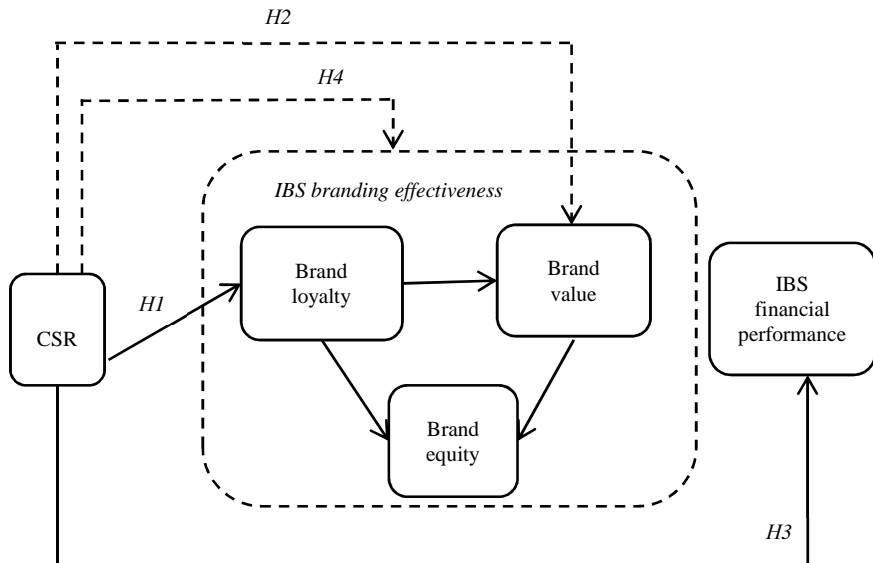 H2
H4
IBS branding effectiveness
Brand
loyalty
Brand
value
IBS
financial
performance
H1
CSR
Brand
equity
H3